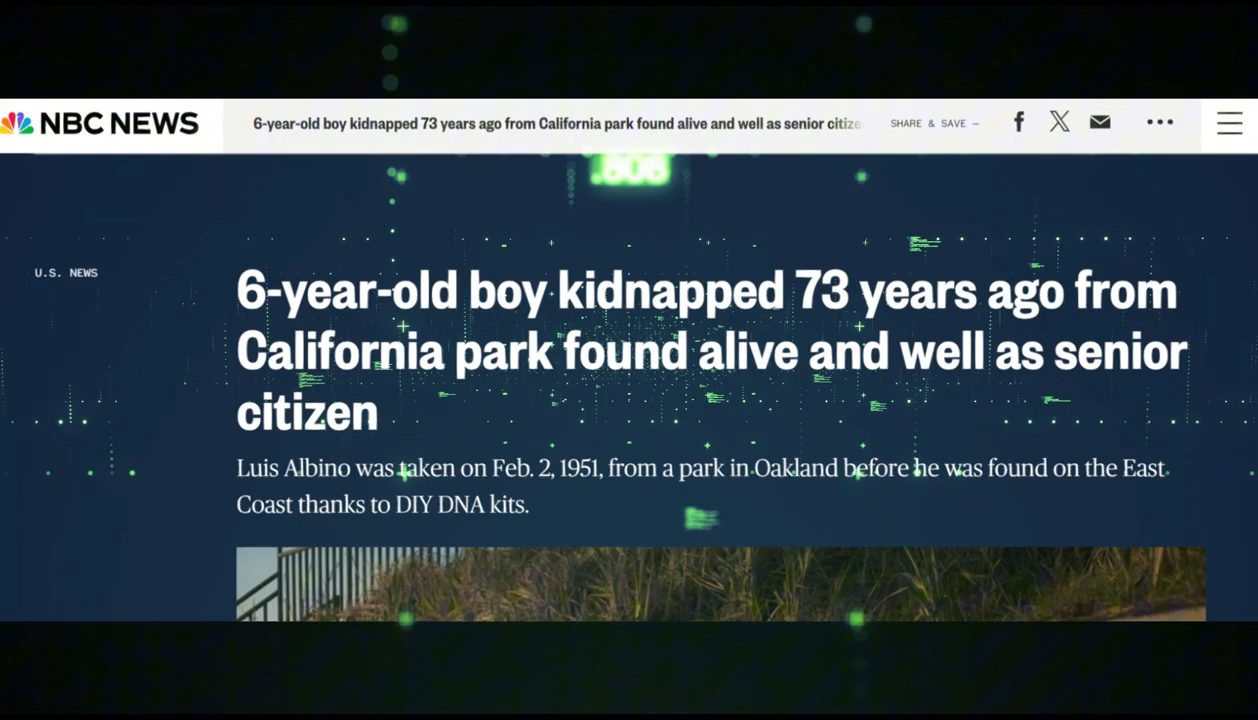 NBC NEWS
6-year-old boy kidnapped 73 years ago from California park found alive and well as senior citize
SHARE & SAVE –
.808
U.S. NEWS
6-year-old boy kidnapped 73 years ago from
California park found alive and well as senior
citizen
Luis Albino was taken on Feb. 2, 1951, from a park in Oakland before he was found on the East
Coast thanks to DIY DNA kits.